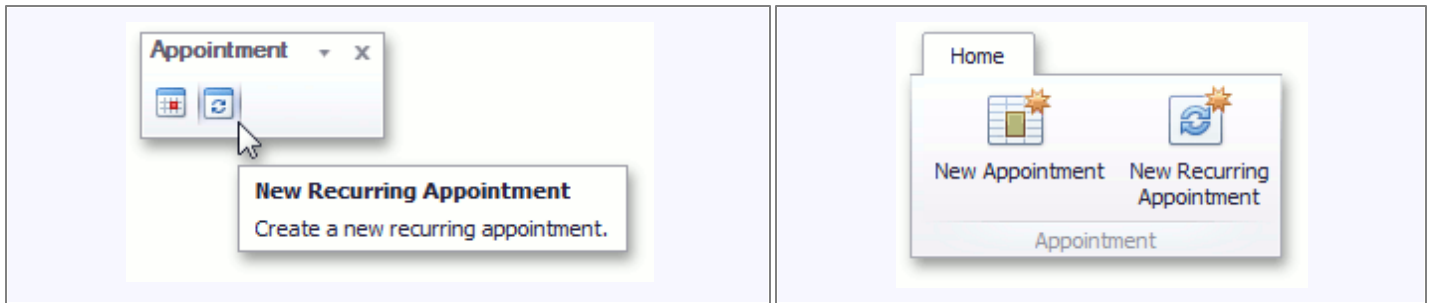 Appointment
New Recurring Appointment
Create a new recurring appointment.
Home
New Appointment
New Recurring
Appointment
Appointment